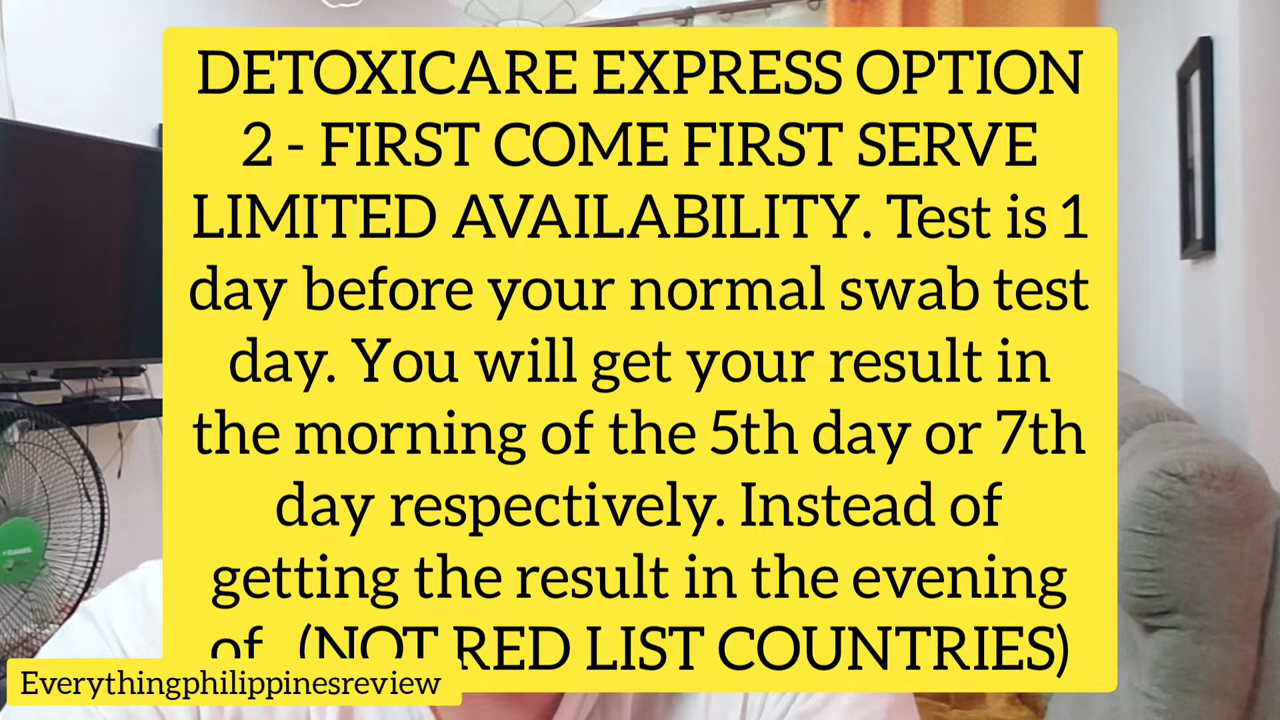 DETOXICARE EXPRESS OPTION
2 - FIRST COME FIRST SERVE
LIMITED AVAILABILITY. Test is 1
day before your normal swab test
day. You will get your result in
the morning of the 5th day or 7th
day respectively. Instead of
getting the result in the evening
of (NOT RED LIST COUNTRIES)
Everythingphilippinesreview